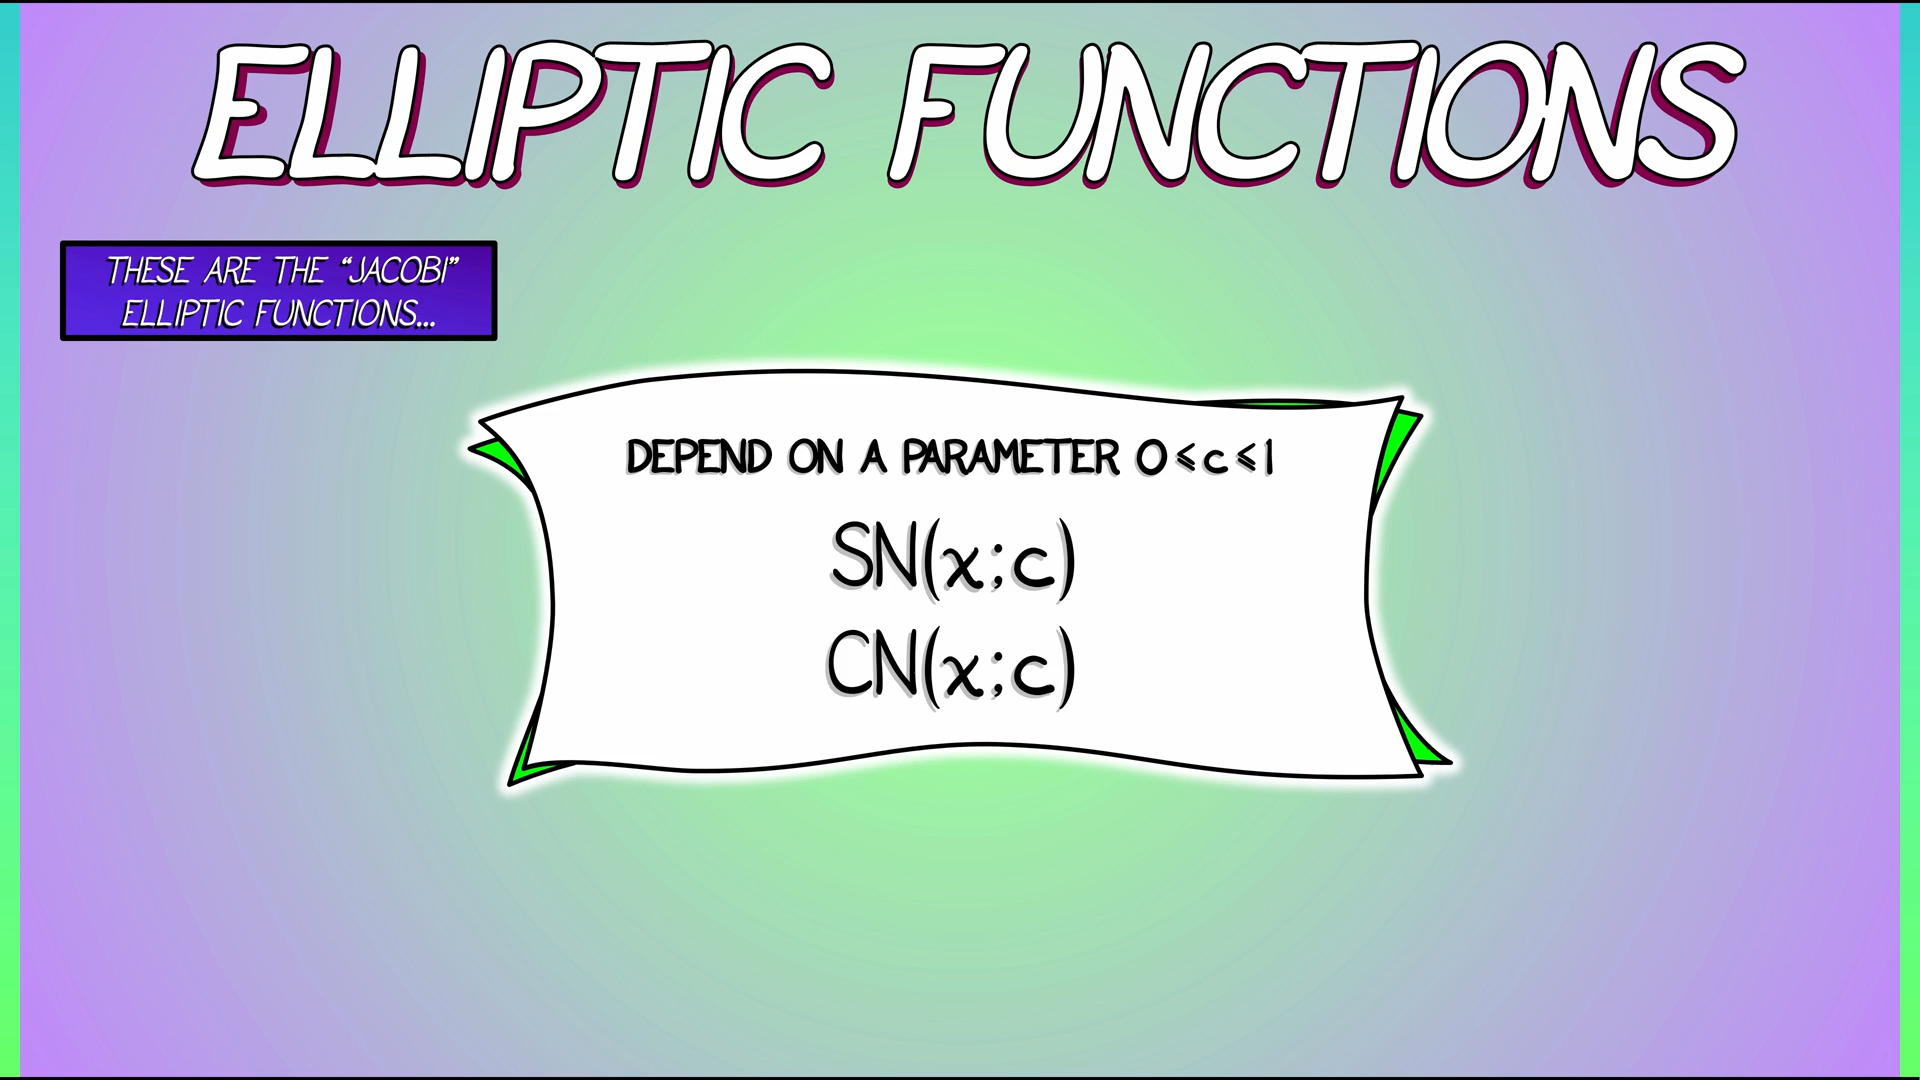 ELLIPTIC FUNCTIONS
THESE ARE THE “JACOBI”
ELLIPTIC FUNCTIONS...
DEPEND ON A PARAMETER 0⩽c⩽1
SN(x;c)
CN(x;c)